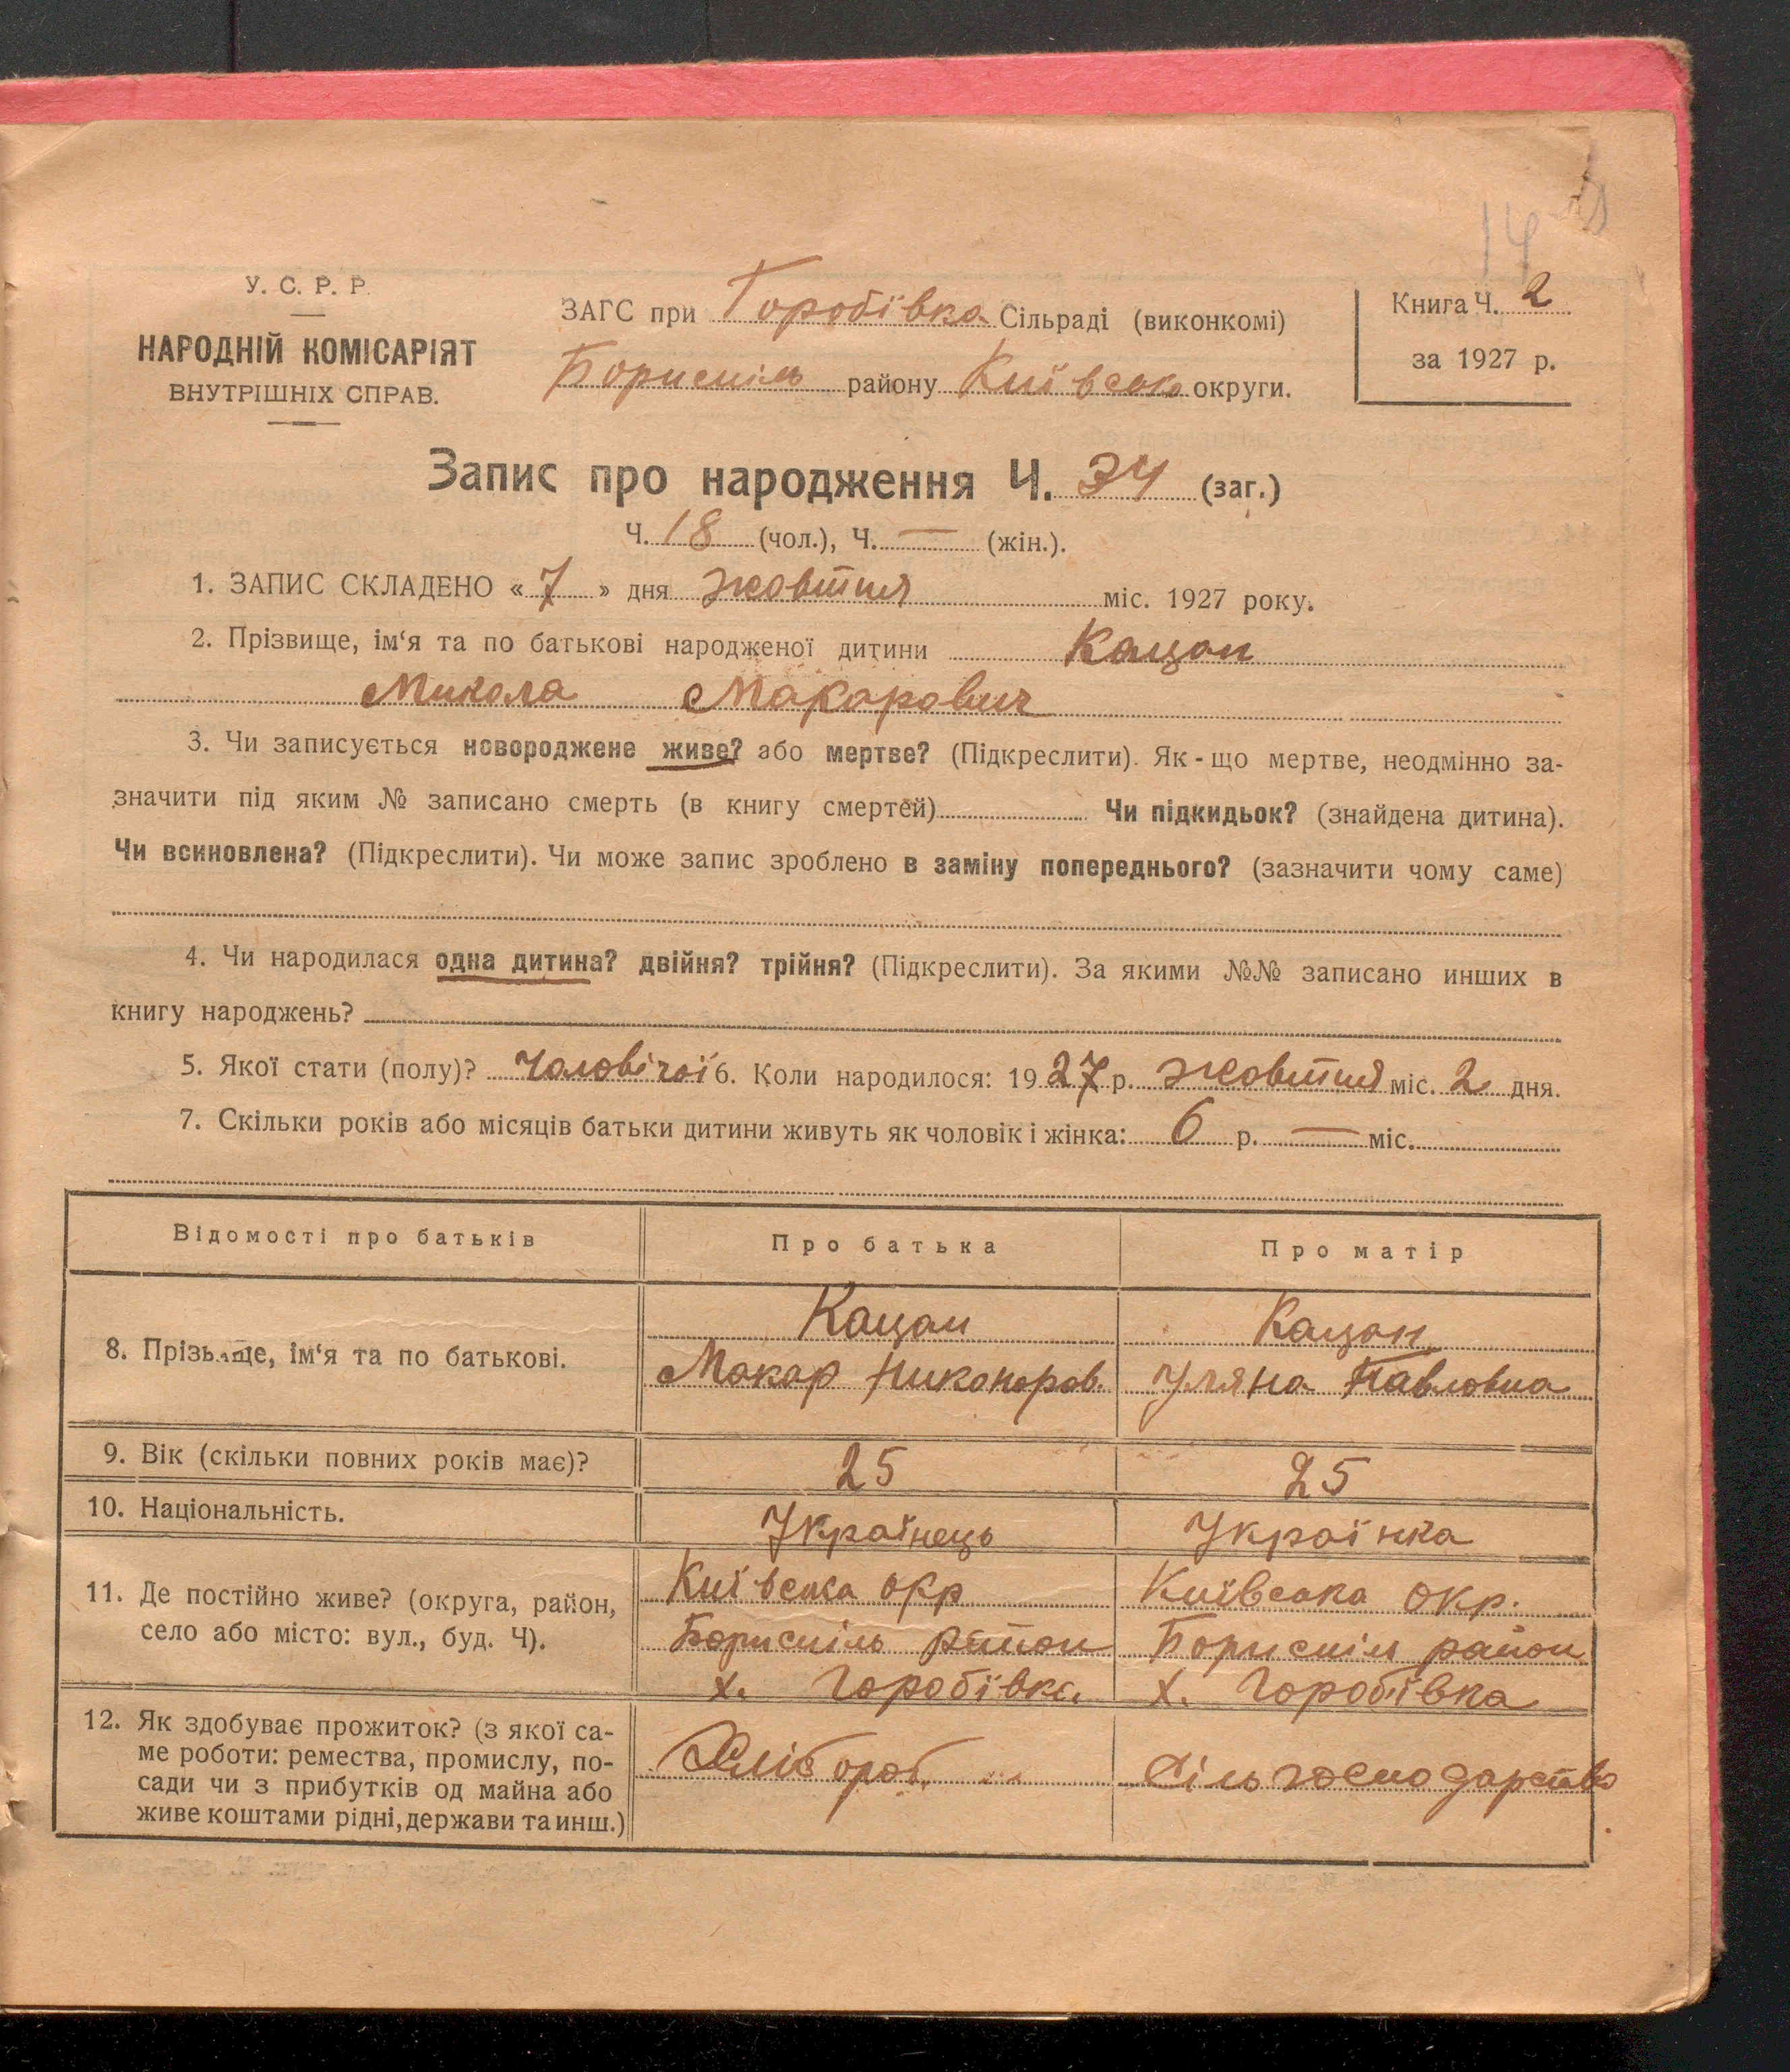 14
У. С. Р. Р.
НАРОДНІЙ КОМІСАРІЯТ
ВНУТРІШНІХ СПРАВ.
ЗАГС при Горобівка Сільраді (виконкомі)
Бориспіль району Київсько округи.
Книга Ч. 2
за 1927 р.
Запис про народження Ч. 34 (заг.)
Ч. 18 (чол.), Ч. — (жін.).
1. ЗАПИС СКЛАДЕНО « 7 » дня жовтня міс. 1927 року.
2. Прізвище, ім‘я та по батькові народженої дитини Кацан
Микола Макарович
3. Чи записується новороджене живе? або мертве? (Підкреслити). Як - що мертве, неодмінно за-
значити під яким № записано смерть (в книгу смертей) Чи підкидьок? (знайдена дитина).
Чи всиновлена? (Підкреслити). Чи може запис зроблено в заміну попереднього? (зазначити чому саме)
4. Чи народилася одна дитина? двійня? трійня? (Підкреслити). За якими №№ записано инших в
книгу народжень?
5. Якої стати (полу)? Чоловічої 6. Коли народилося: 1927 р. жовтня міс. 2 дня.
7. Скільки років або місяців батьки дитини живуть як чоловік і жінка: 6 р. — міс.
Відомості про батьків Про батька Про матір
8. Прізвище, ім‘я та по батькові.
Кацан Кацан
Макар Никоноров. Уляна Павловна
9. Вік (скільки повних років має)? 25 25
10. Національність. Українець Українка
11. Де постійно живе? (округа, район,
село або місто: вул., буд. Ч).
Київська окр Київська окр.
Бориспіль район Бориспіль район
х. Горобівка. х. Горобівка
12. Як здобуває прожиток? (з якої са-
ме роботи: ремества, промислу, по-
сади чи з прибутків од майна або
живе коштами рідні, держави та инш.)
Хлібороб. Сільгосподарство